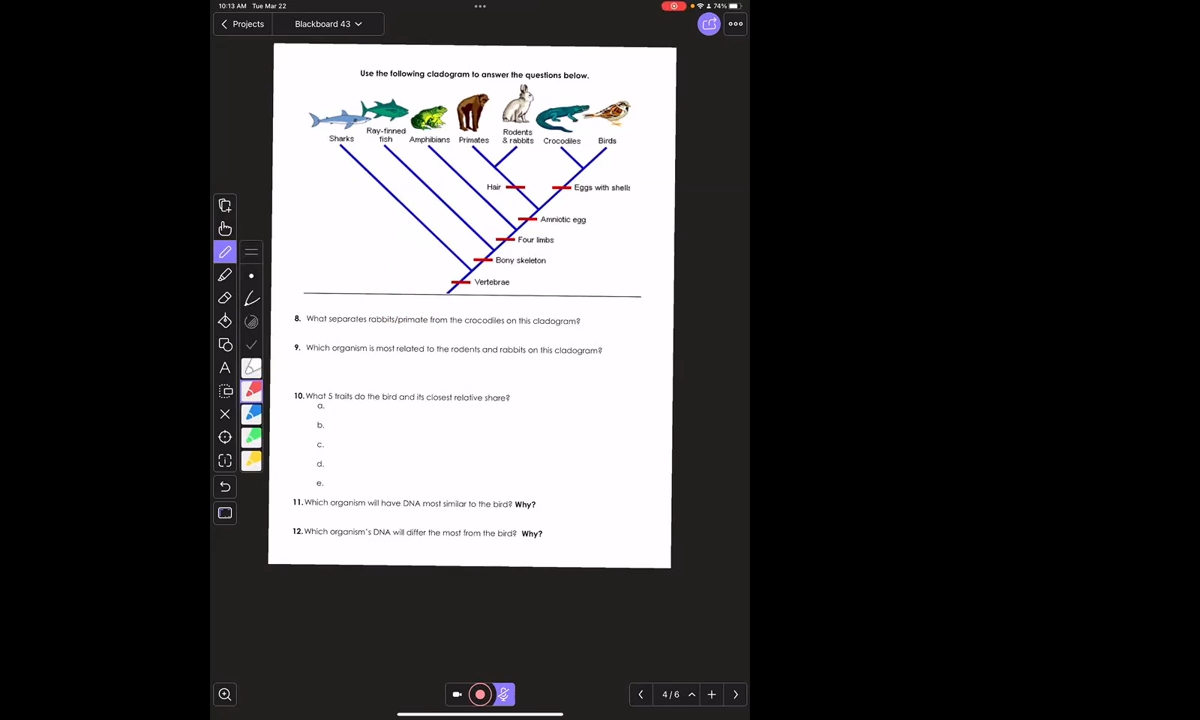 10:13 AM Tue Mar 22
74%
Projects
Blackboard 43
Use the following cladogram to answer the questions below.
Sharks
Ray-finned
fish
Amphibians
Primates
Rodents
& rabbits
Crocodiles
Birds
Hair
Eggs with shells
Amniotic egg
Four limbs
Bony skeleton
Vertebrae
8. What separates rabbits/primate from the crocodiles on this cladogram?
9. Which organism is most related to the rodents and rabbits on this cladogram?
10. What 5 traits do the bird and its closest relative share?
a.
b.
c.
d.
e.
11. Which organism will have DNA most similar to the bird? Why?
12. Which organism's DNA will differ the most from the bird? Why?
4 / 6